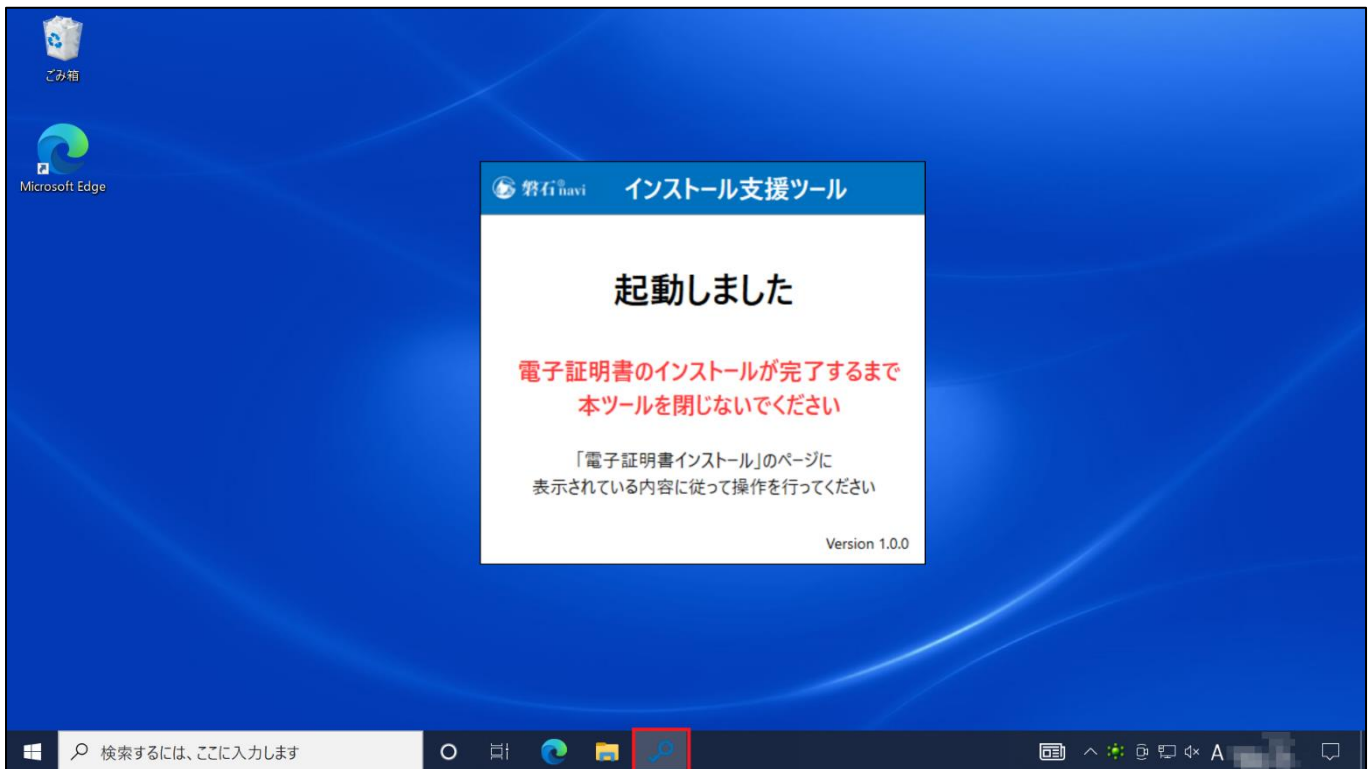 ごみ箱
Microsoft Edge
磐石navi インストール支援ツール
起動しました
電子証明書のインストールが完了するまで
本ツールを閉じないでください
「電子証明書インストール」のページに
表示されている内容に従って操作を行ってください
Version 1.0.0
検索するには、ここに入力します
A